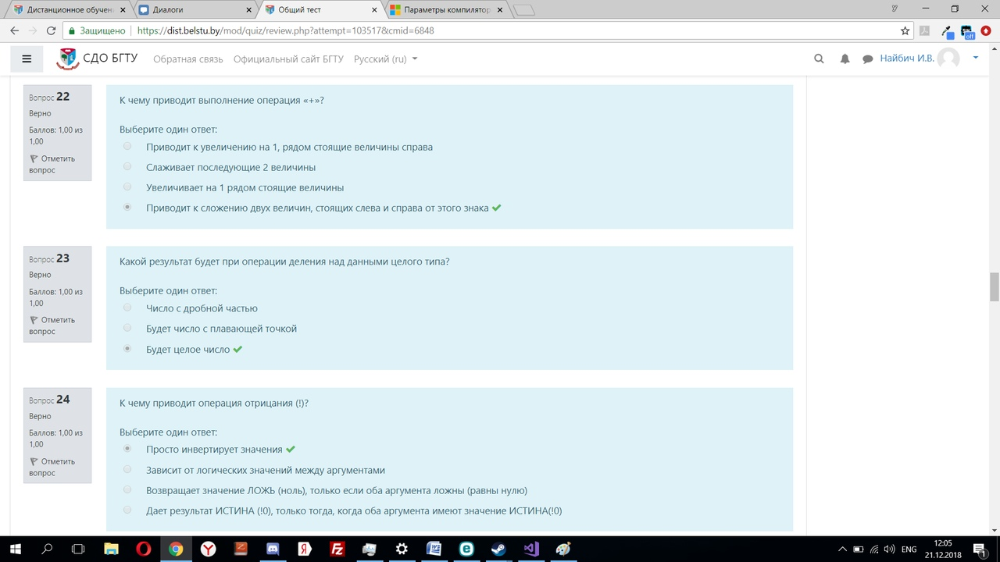 Дистанционное обучен
Диалоги
Общий тест
Параметры компилятор
Защищено
https://dist.belstu.by/mod/quiz/review.php?attempt=103517&cmid=6848
off
СДО БГТУ
Обратная связь
Официальный сайт БГТУ
Русский (ru)
Найбич И.В.
Вопрос 22
Верно
Баллов: 1,00 из
1,00
Отметить
вопрос
К чему приводит выполнение операция «+»?
Выберите один ответ:
Приводит к увеличению на 1, рядом стоящие величины справа
Слаживает последующие 2 величины
Увеличивает на 1 рядом стоящие величины
Приводит к сложению двух величин, стоящих слева и справа от этого знака
Вопрос 23
Верно
Баллов: 1,00 из
1,00
Отметить
вопрос
Какой результат будет при операции деления над данными целого типа?
Выберите один ответ:
Число с дробной частью
Будет число с плавающей точкой
Будет целое число
Вопрос 24
Верно
Баллов: 1,00 из
1,00
Отметить
вопрос
К чему приводит операция отрицания (!)?
Выберите один ответ:
Просто инвертирует значения
Зависит от логических значений между аргументами
Возвращает значение ЛОЖЬ (ноль), только если оба аргумента ложны (равны нулю)
Дает результат ИСТИНА (!0), только тогда, когда оба аргумента имеют значение ИСТИНА(!0)
ENG
12:05
21.12.2018
1